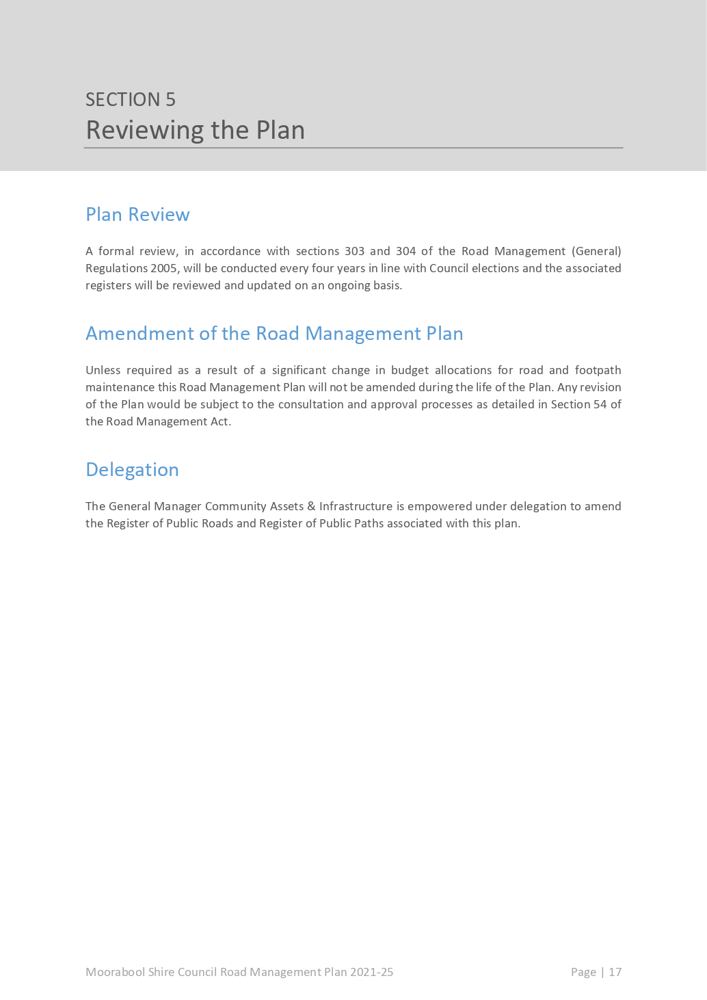 SECTION 5
Reviewing the Plan
Plan Review
A formal review, in accordance with sections 303 and 304 of the Road Management (General)
Regulations 2005, will be conducted every four years in line with Council elections and the associated
registers will be reviewed and updated on an ongoing basis.
Amendment of the Road Management Plan
Unless required as a result of a significant change in budget allocations for road and footpath
maintenance this Road Management Plan will not be amended during the life of the Plan. Any revision
of the Plan would be subject to the consultation and approval processes as detailed in Section 54 of
the Road Management Act.
Delegation
The General Manager Community Assets & Infrastructure is empowered under delegation to amend
the Register of Public Roads and Register of Public Paths associated with this plan.
Moorabool Shire Council Road Management Plan 2021-25 Page | 17